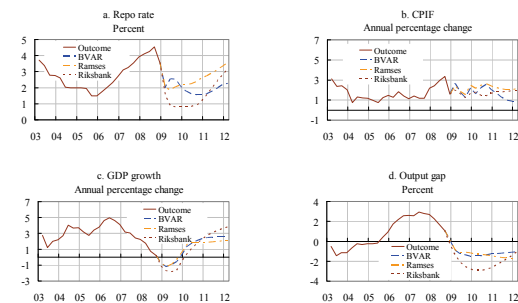 a. Repo rate
Percent
5
4
3
2
1
0
Outcome
BVAR
Ramses
Riksbank
03 04 05 06 07 08 09 10 11 12
b. CPIF
Annual percentage change
7
5
3
1
-1
Outcome
BVAR
Ramses
Riksbank
03 04 05 06 07 08 09 10 11 12
c. GDP growth
Annual percentage change
7
5
3
1
-1
-3
Outcome
BVAR
Ramses
Riksbank
03 04 05 06 07 08 09 10 11 12
d. Output gap
Percent
4
2
0
-2
-4
Outcome
BVAR
Ramses
Riksbank
03 04 05 06 07 08 09 10 11 12